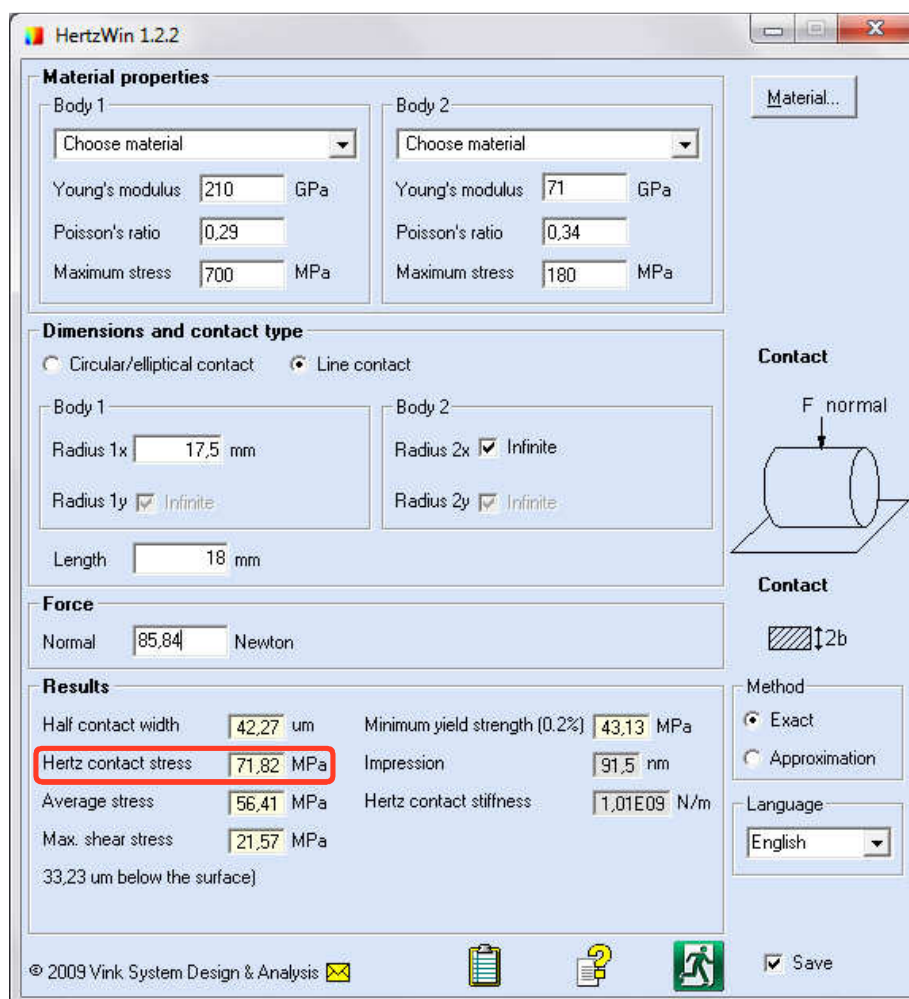 HertzWin 1.2.2
Material properties
Material...
Body 1
Choose material
Young's modulus 210 GPa
Poisson's ratio 0,29
Maximum stress 700 MPa
Body 2
Choose material
Young's modulus 71 GPa
Poisson's ratio 0,34
Maximum stress 180 MPa
Dimensions and contact type
Circular/elliptical contact Line contact
Body 1
Radius 1x 17,5 mm
Radius 1y Infinite
Body 2
Radius 2x Infinite
Radius 2y Infinite
Length 18 mm
Contact
F normal
Contact
2b
Force
Normal 85,84 Newton
Results
Half contact width 42,27 um
Hertz contact stress 71,82 MPa
Average stress 56,41 MPa
Max. shear stress 21,57 MPa
33,23 um below the surface)
Minimum yield strength (0.2%) 43,13 MPa
Impression 91,5 nm
Hertz contact stiffness 1,01E09 N/m
Method
Exact
Approximation
Language
English
© 2009 Vink System Design & Analysis
Save